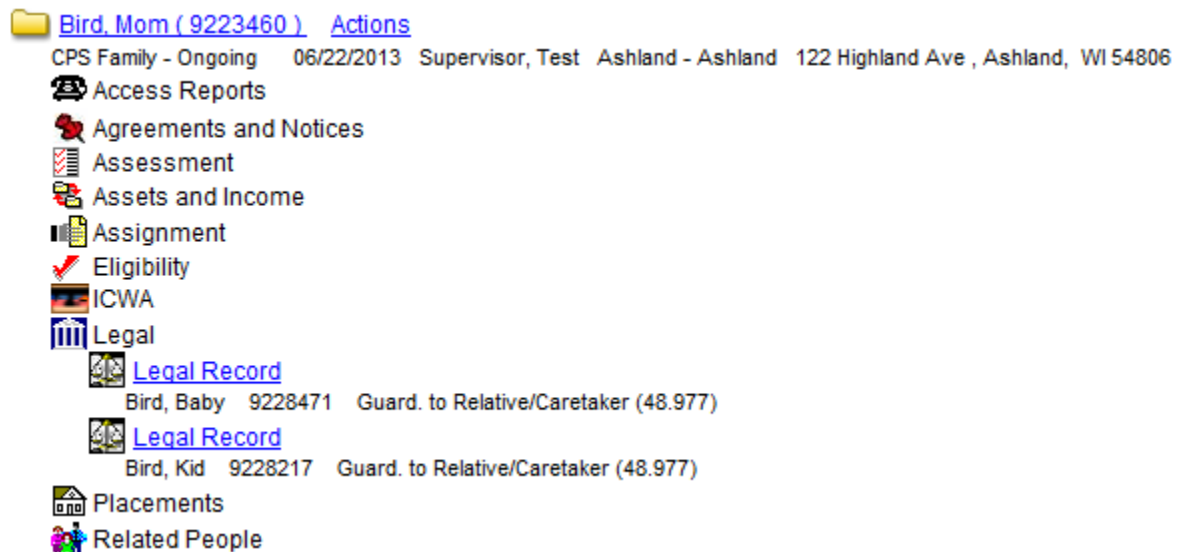 Bird, Mom ( 9223460 ) Actions
CPS Family - Ongoing 06/22/2013 Supervisor, Test Ashland - Ashland 122 Highland Ave , Ashland, WI 54806
Access Reports
Agreements and Notices
Assessment
Assets and Income
Assignment
Eligibility
ICWA
Legal
Legal Record
Bird, Baby 9228471 Guard. to Relative/Caretaker (48.977)
Legal Record
Bird, Kid 9228217 Guard. to Relative/Caretaker (48.977)
Placements
Related People